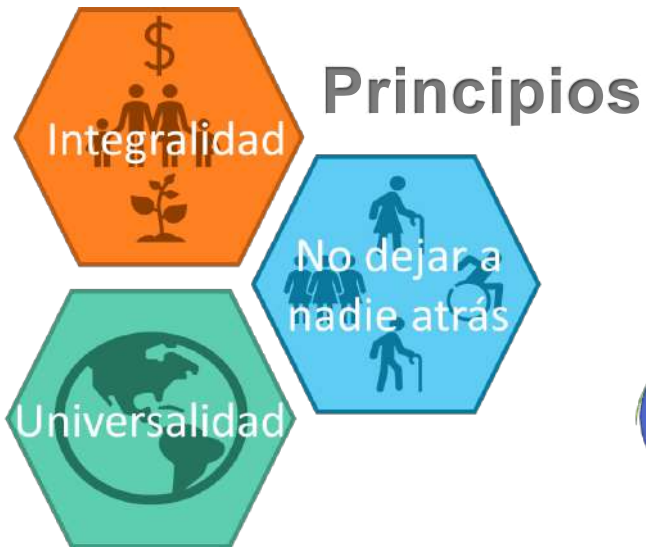 Principios
$
Integralidad
No dejar a
nadie atrás
Universalidad